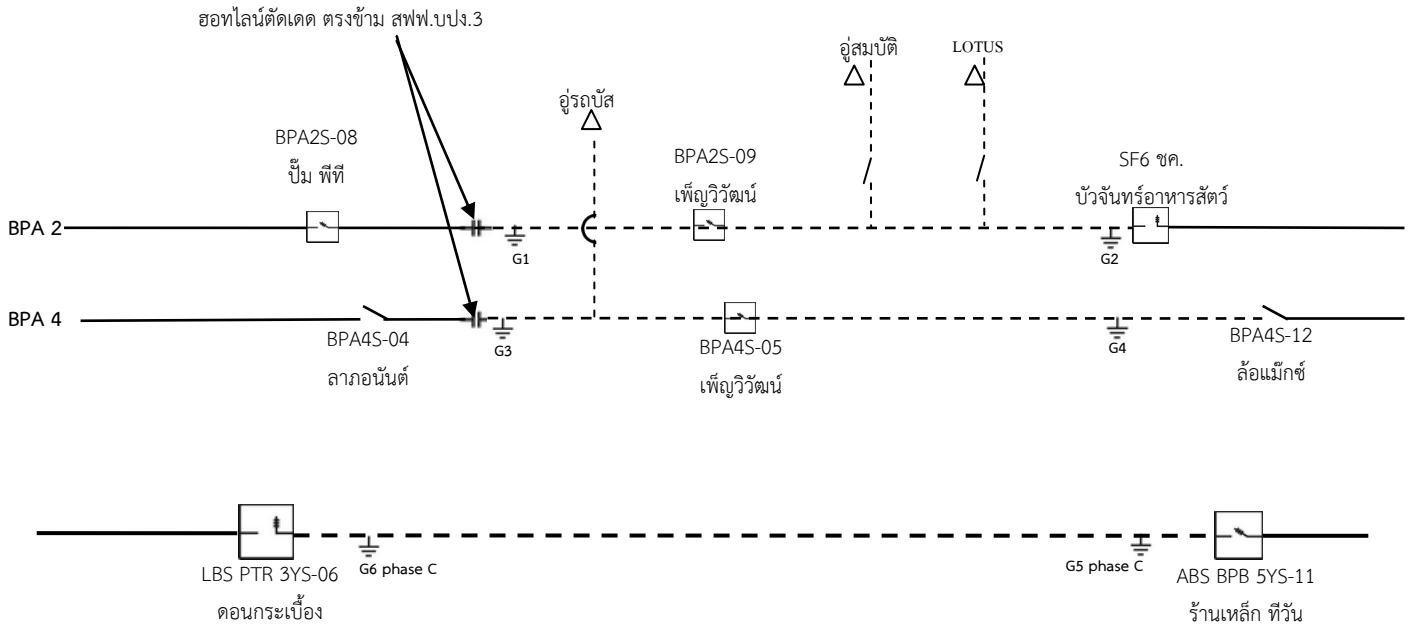 ฮอทไลน์ตัดเดด ตรงข้าม สฟฟ.บปง.3
อู่สมบัติ
LOTUS
อู่รถบัส
BPA2S-08
ปั๊ม พีที
BPA2S-09
เพ็ญวิวัฒน์
SF6 ชค.
บัวจันทร์อาหารสัตว์
BPA 2
G1
G2
BPA 4
BPA4S-04
ลาภอนันต์
G3
BPA4S-05
เพ็ญวิวัฒน์
G4
BPA4S-12
ล้อแม๊กซ์
G6 phase C
G5 phase C
LBS PTR 3YS-06
ดอนกระเบื้อง
ABS BPB 5YS-11
ร้านเหล็ก ทีวัน